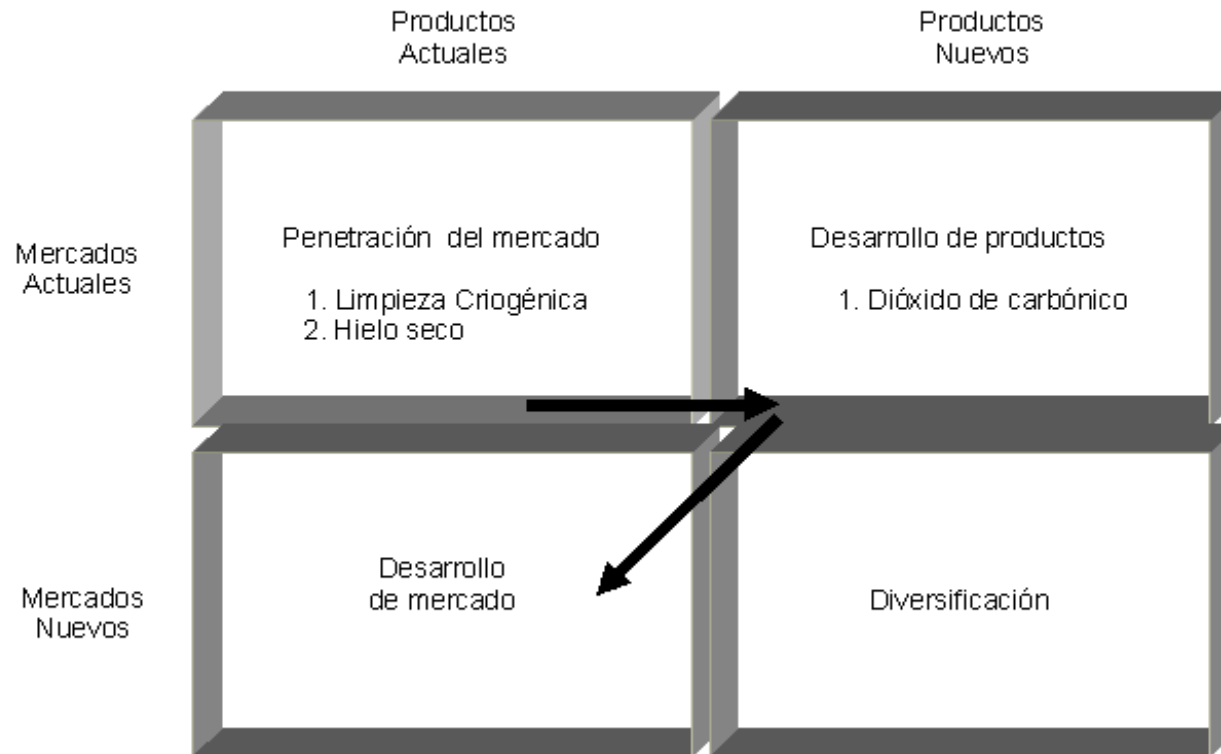 Productos
Actuales
Productos
Nuevos
Mercados
Actuales
Penetración del mercado
1. Limpieza Criogénica
2. Hielo seco
Desarrollo de productos
1. Dióxido de carbónico
Mercados
Nuevos
Desarrollo
de mercado
Diversificación